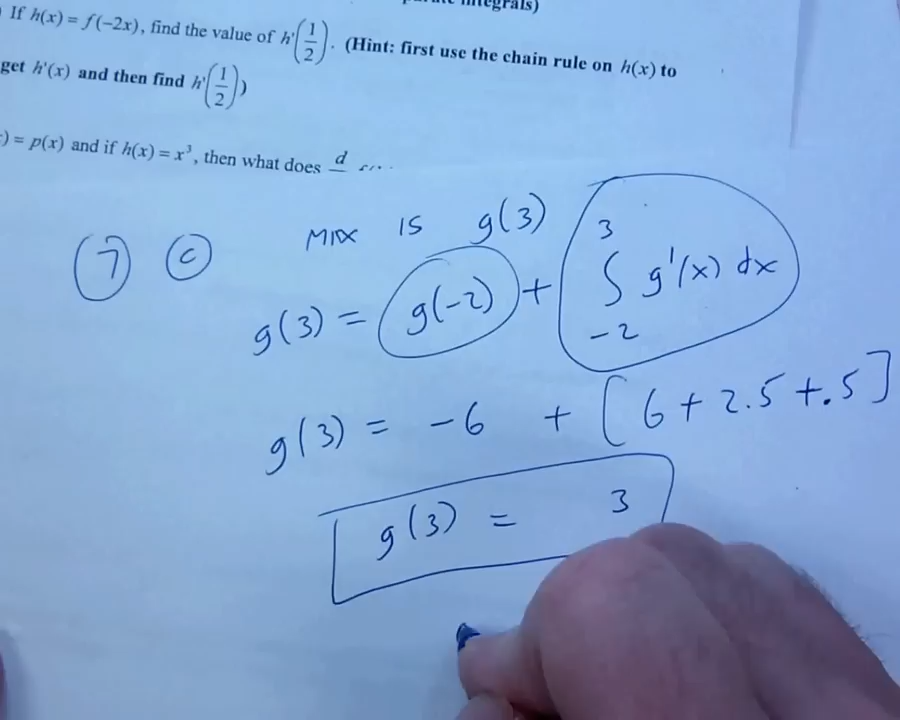 integrals)
If h(x) = f(−2x), find the value of h'(1/2). (Hint: first use the chain rule on h(x) to
get h'(x) and then find h'(1/2))
) = p(x) and if h(x) = x³, then what does d
⑦ ⓒ MIX IS g(3)
g(3) = g(-2) + ∫_{-2}^{3} g'(x) dx
g(3) = -6 + [6 + 2.5 + .5]
g(3) = 3